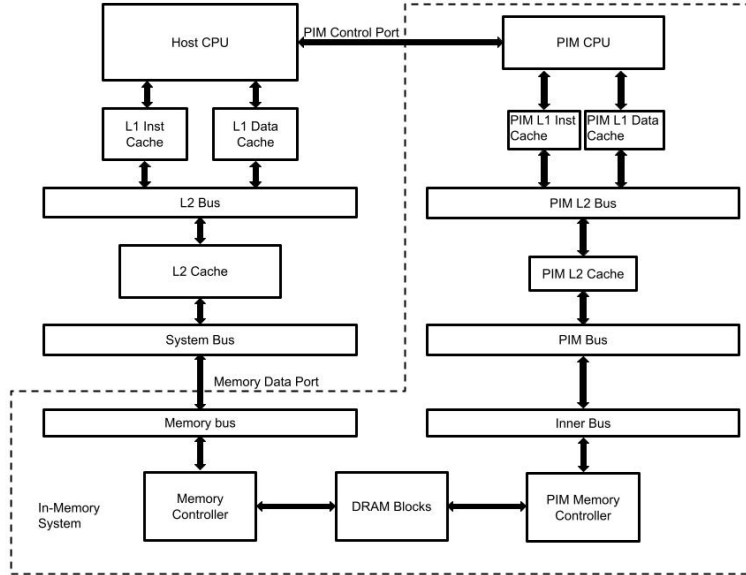 Host CPU
PIM Control Port
PIM CPU
L1 Inst
Cache
L1 Data
Cache
PIM L1 Inst
Cache
PIM L1 Data
Cache
L2 Bus
PIM L2 Bus
L2 Cache
PIM L2 Cache
System Bus
PIM Bus
Memory Data Port
Memory bus
Inner Bus
In-Memory
System
Memory
Controller
DRAM Blocks
PIM Memory
Controller